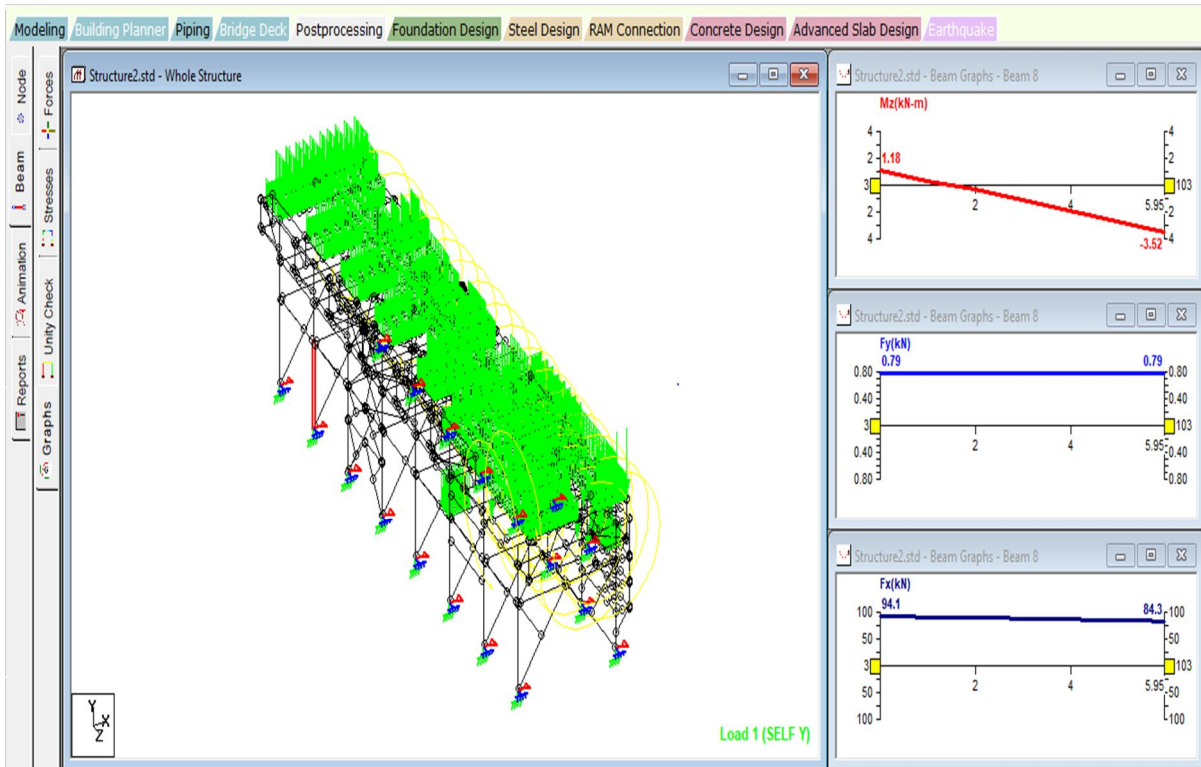 Modeling Building Planner Piping Bridge Deck Postprocessing Foundation Design Steel Design RAM Connection Concrete Design Advanced Slab Design Earthquake
Node
Beam
Animation
Reports
Forces
Stresses
Unity Check
Graphs
Structure2.std - Whole Structure
Y
X
Z
Load 1 (SELF Y)
Structure2.std - Beam Graphs - Beam 8
Mz(kN-m)
4 4
2 2
1.18
3 2 4 5.95 103
2 2
4 4
-3.52
Structure2.std - Beam Graphs - Beam 8
Fy(kN)
0.79 0.79
0.80 0.80
0.40 0.40
3 2 4 5.95 103
0.40 0.40
0.80 0.80
Structure2.std - Beam Graphs - Beam 8
Fx(kN)
94.1 84.3
100 100
50 50
3 2 4 5.95 103
50 50
100 100